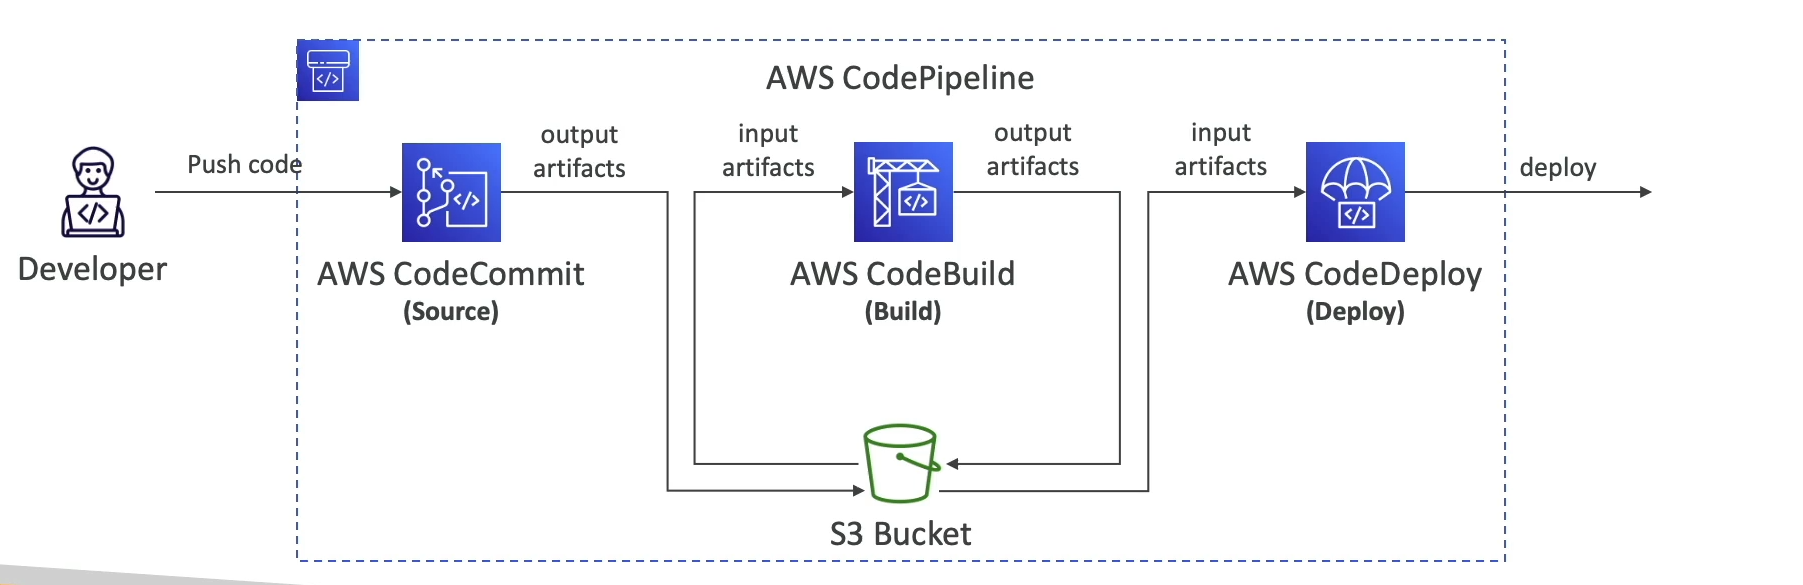 AWS CodePipeline
Push code
output
artifacts
input
artifacts
output
artifacts
input
artifacts
deploy
Developer
AWS CodeCommit
(Source)
AWS CodeBuild
(Build)
AWS CodeDeploy
(Deploy)
S3 Bucket